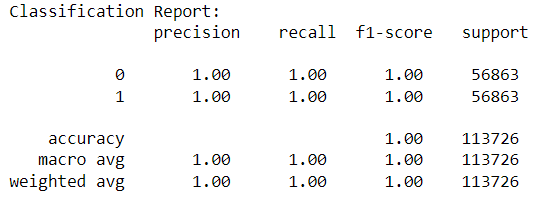 Classification Report:
precision recall f1-score support
0 1.00 1.00 1.00 56863
1 1.00 1.00 1.00 56863
accuracy 1.00 113726
macro avg 1.00 1.00 1.00 113726
weighted avg 1.00 1.00 1.00 113726